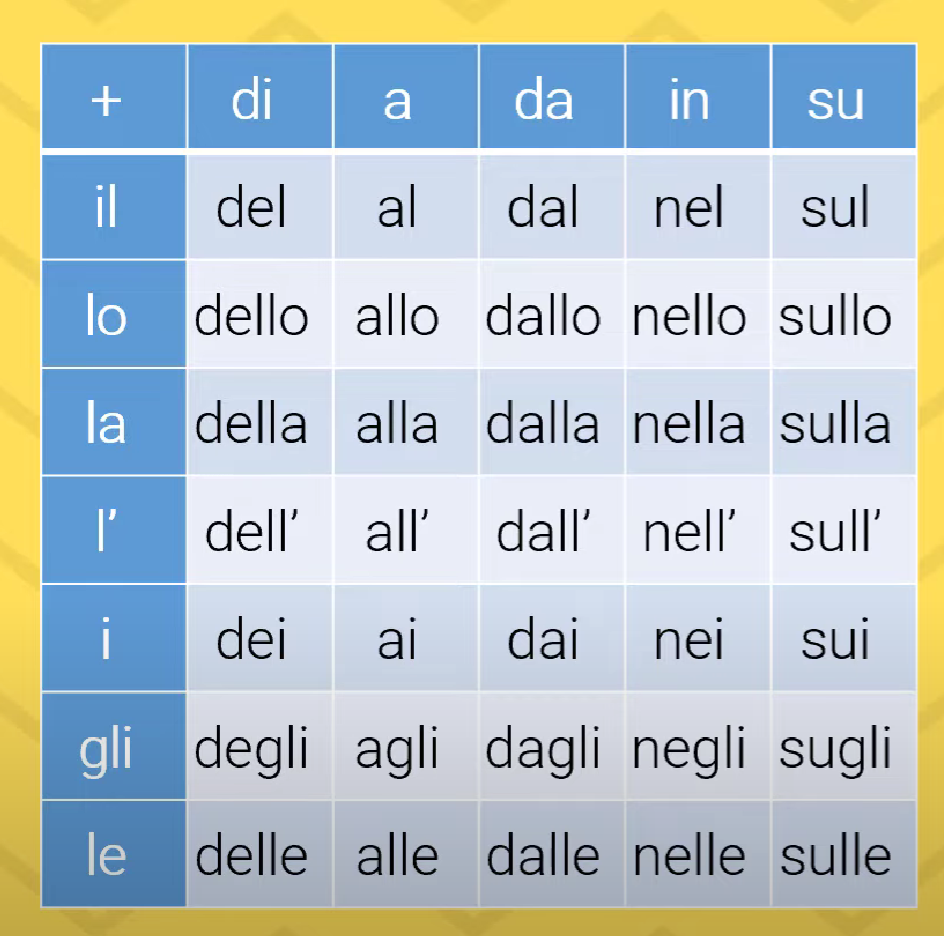 + di a da in su
il del al dal nel sul
lo dello allo dallo nello sullo
la della alla dalla nella sulla
l’ dell’ all’ dall’ nell’ sull’
i dei ai dai nei sui
gli degli agli dagli negli sugli
le delle alle dalle nelle sulle